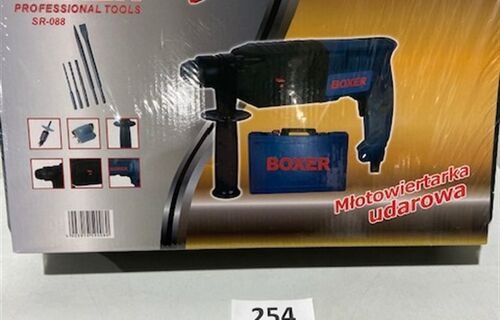 PROFESSIONAL TOOLS
SR-088
BOXER
BOXER
Młotowiertarka
udarowa
254